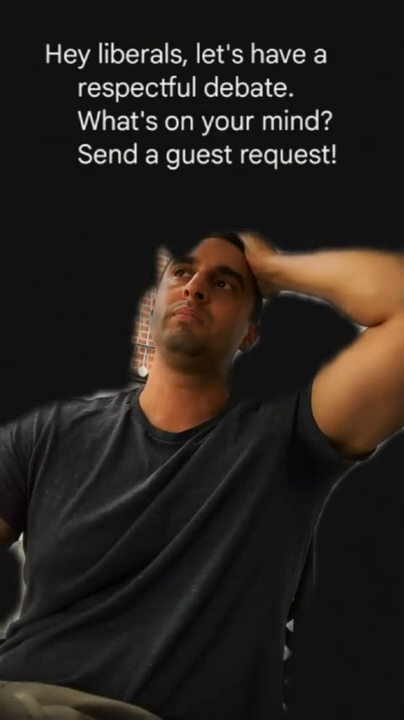 Hey liberals, let's have a
respectful debate.
What's on your mind?
Send a guest request!